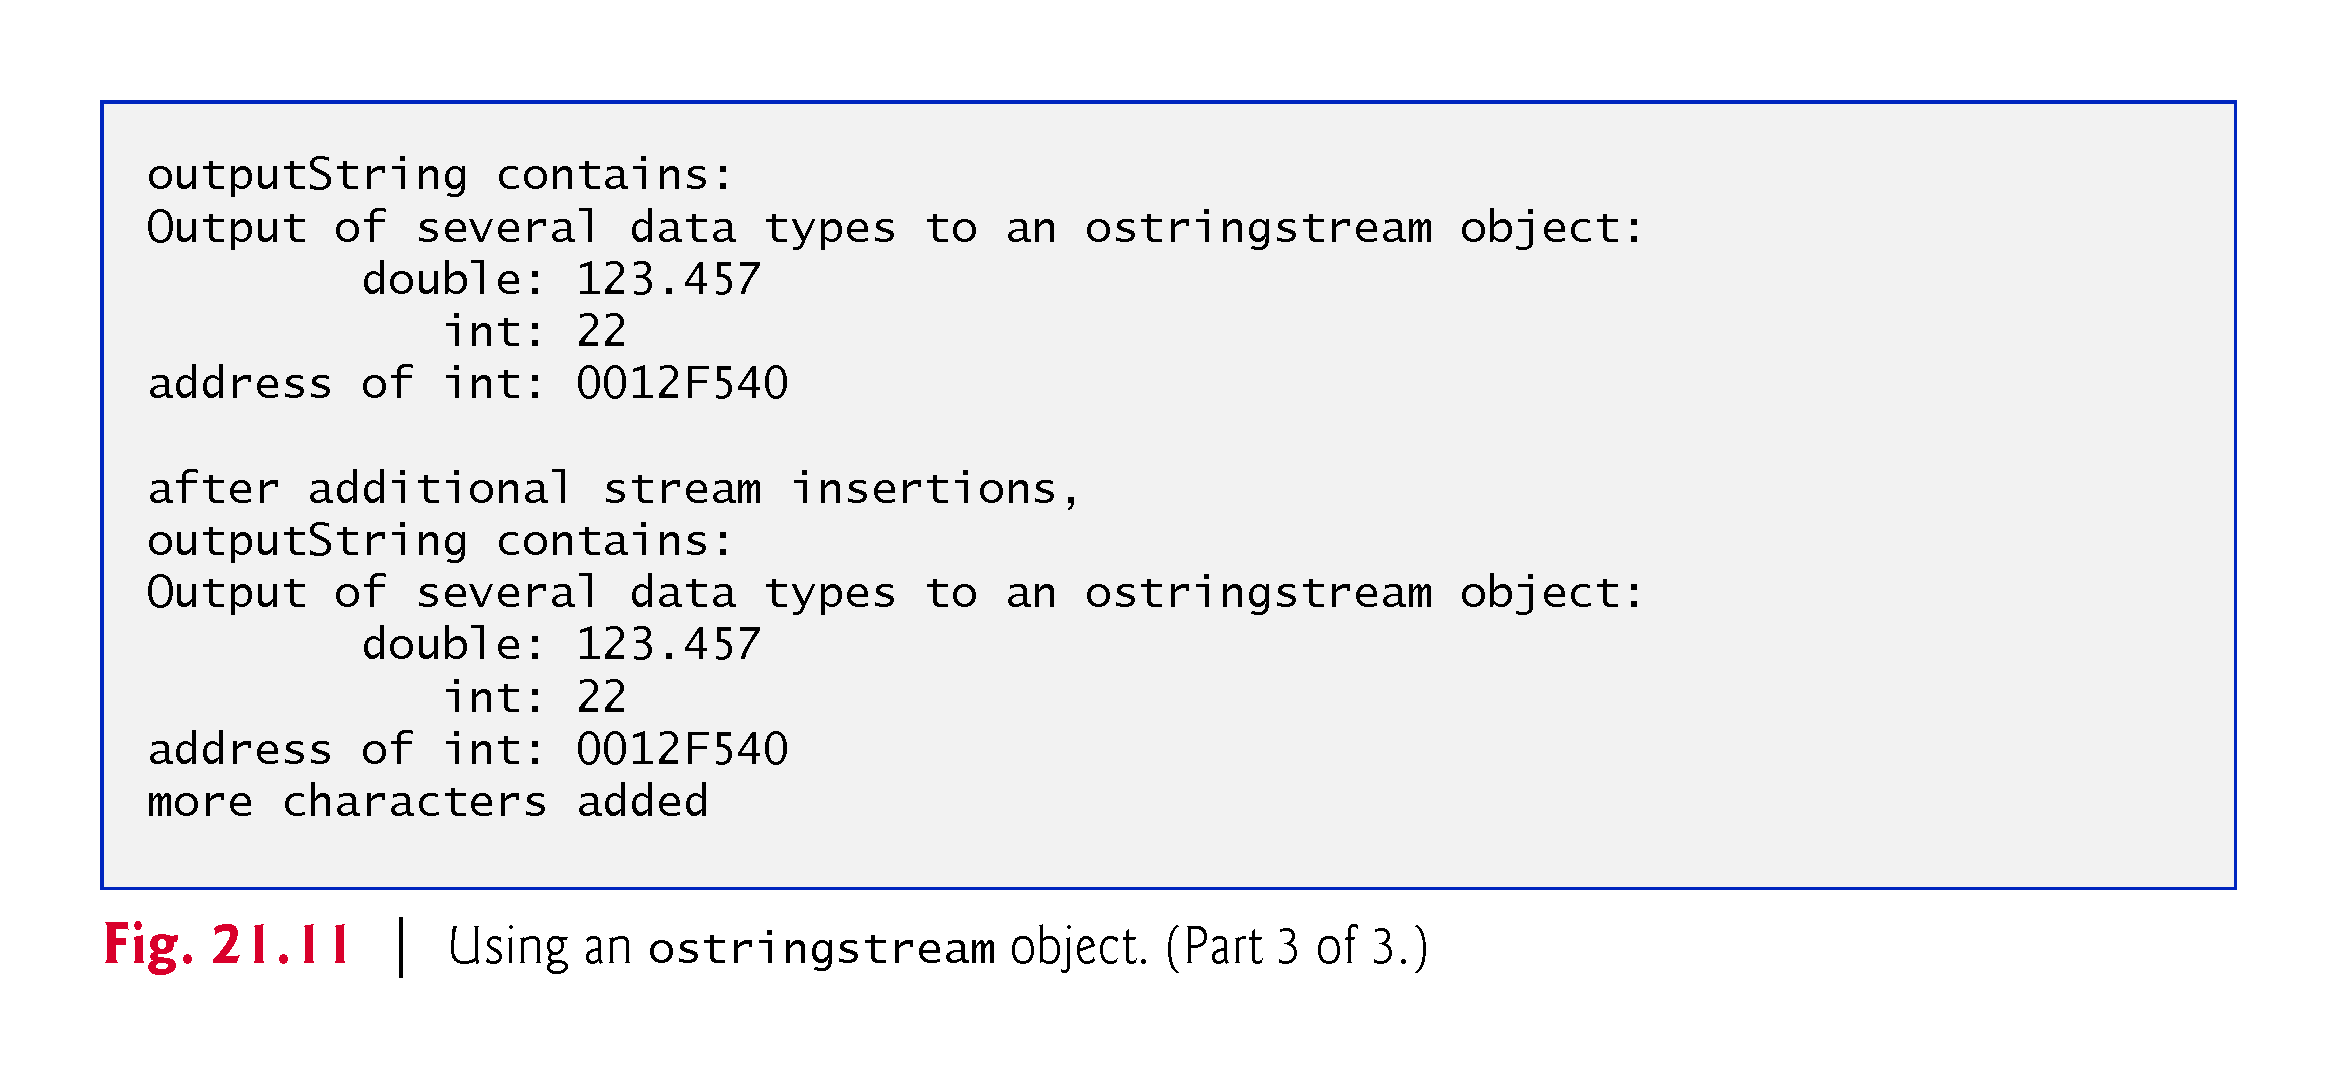 outputString contains:
Output of several data types to an ostringstream object:
        double: 123.457
           int: 22
address of int: 0012F540

after additional stream insertions,
outputString contains:
Output of several data types to an ostringstream object:
        double: 123.457
           int: 22
address of int: 0012F540
more characters added
Fig. 21.11 | Using an ostringstream object. (Part 3 of 3.)